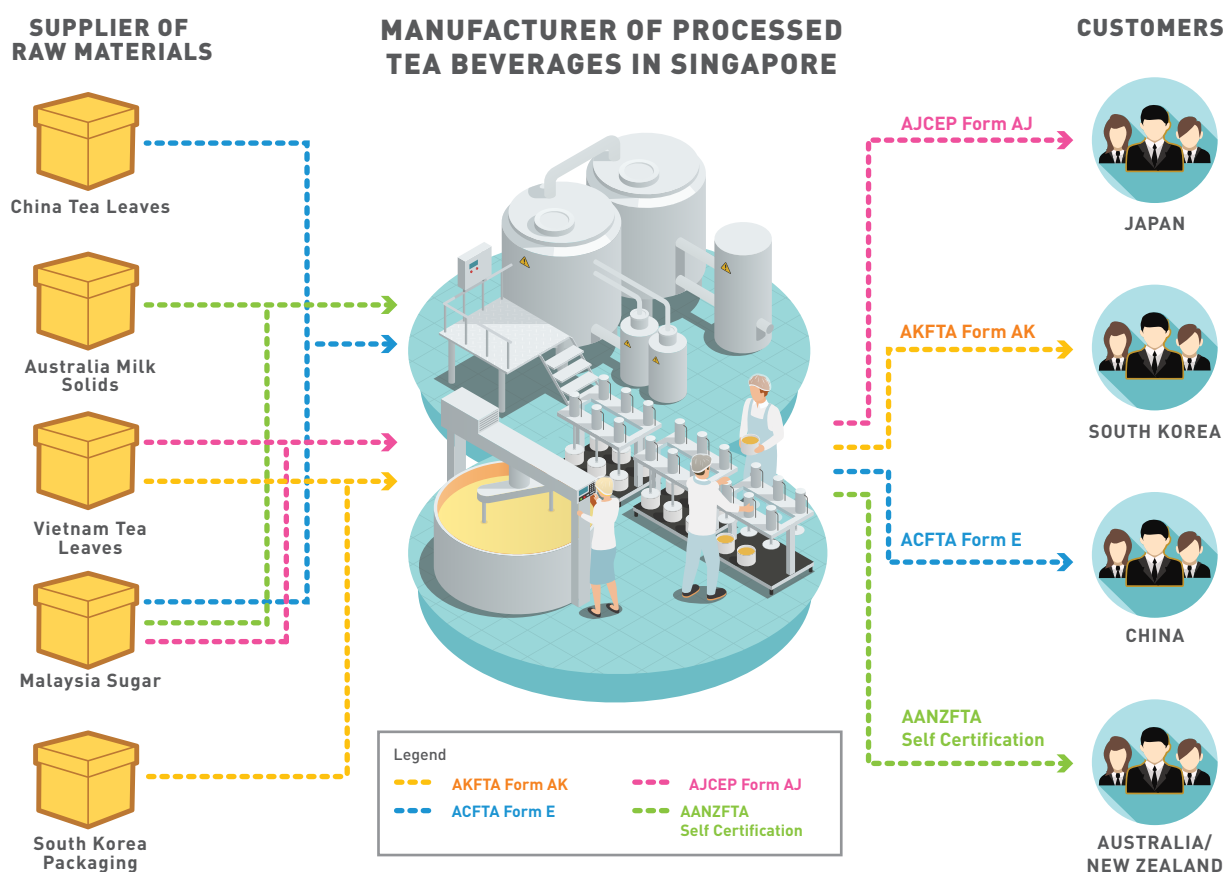 SUPPLIER OF
RAW MATERIALS
MANUFACTURER OF PROCESSED
TEA BEVERAGES IN SINGAPORE
CUSTOMERS
China Tea Leaves
Australia Milk
Solids
Vietnam Tea
Leaves
Malaysia Sugar
South Korea
Packaging
AJCEP Form AJ
JAPAN
AKFTA Form AK
SOUTH KOREA
ACFTA Form E
CHINA
AANZFTA
Self Certification
AUSTRALIA/
NEW ZEALAND
Legend
AKFTA Form AK
ACFTA Form E
AJCEP Form AJ
AANZFTA
Self Certification